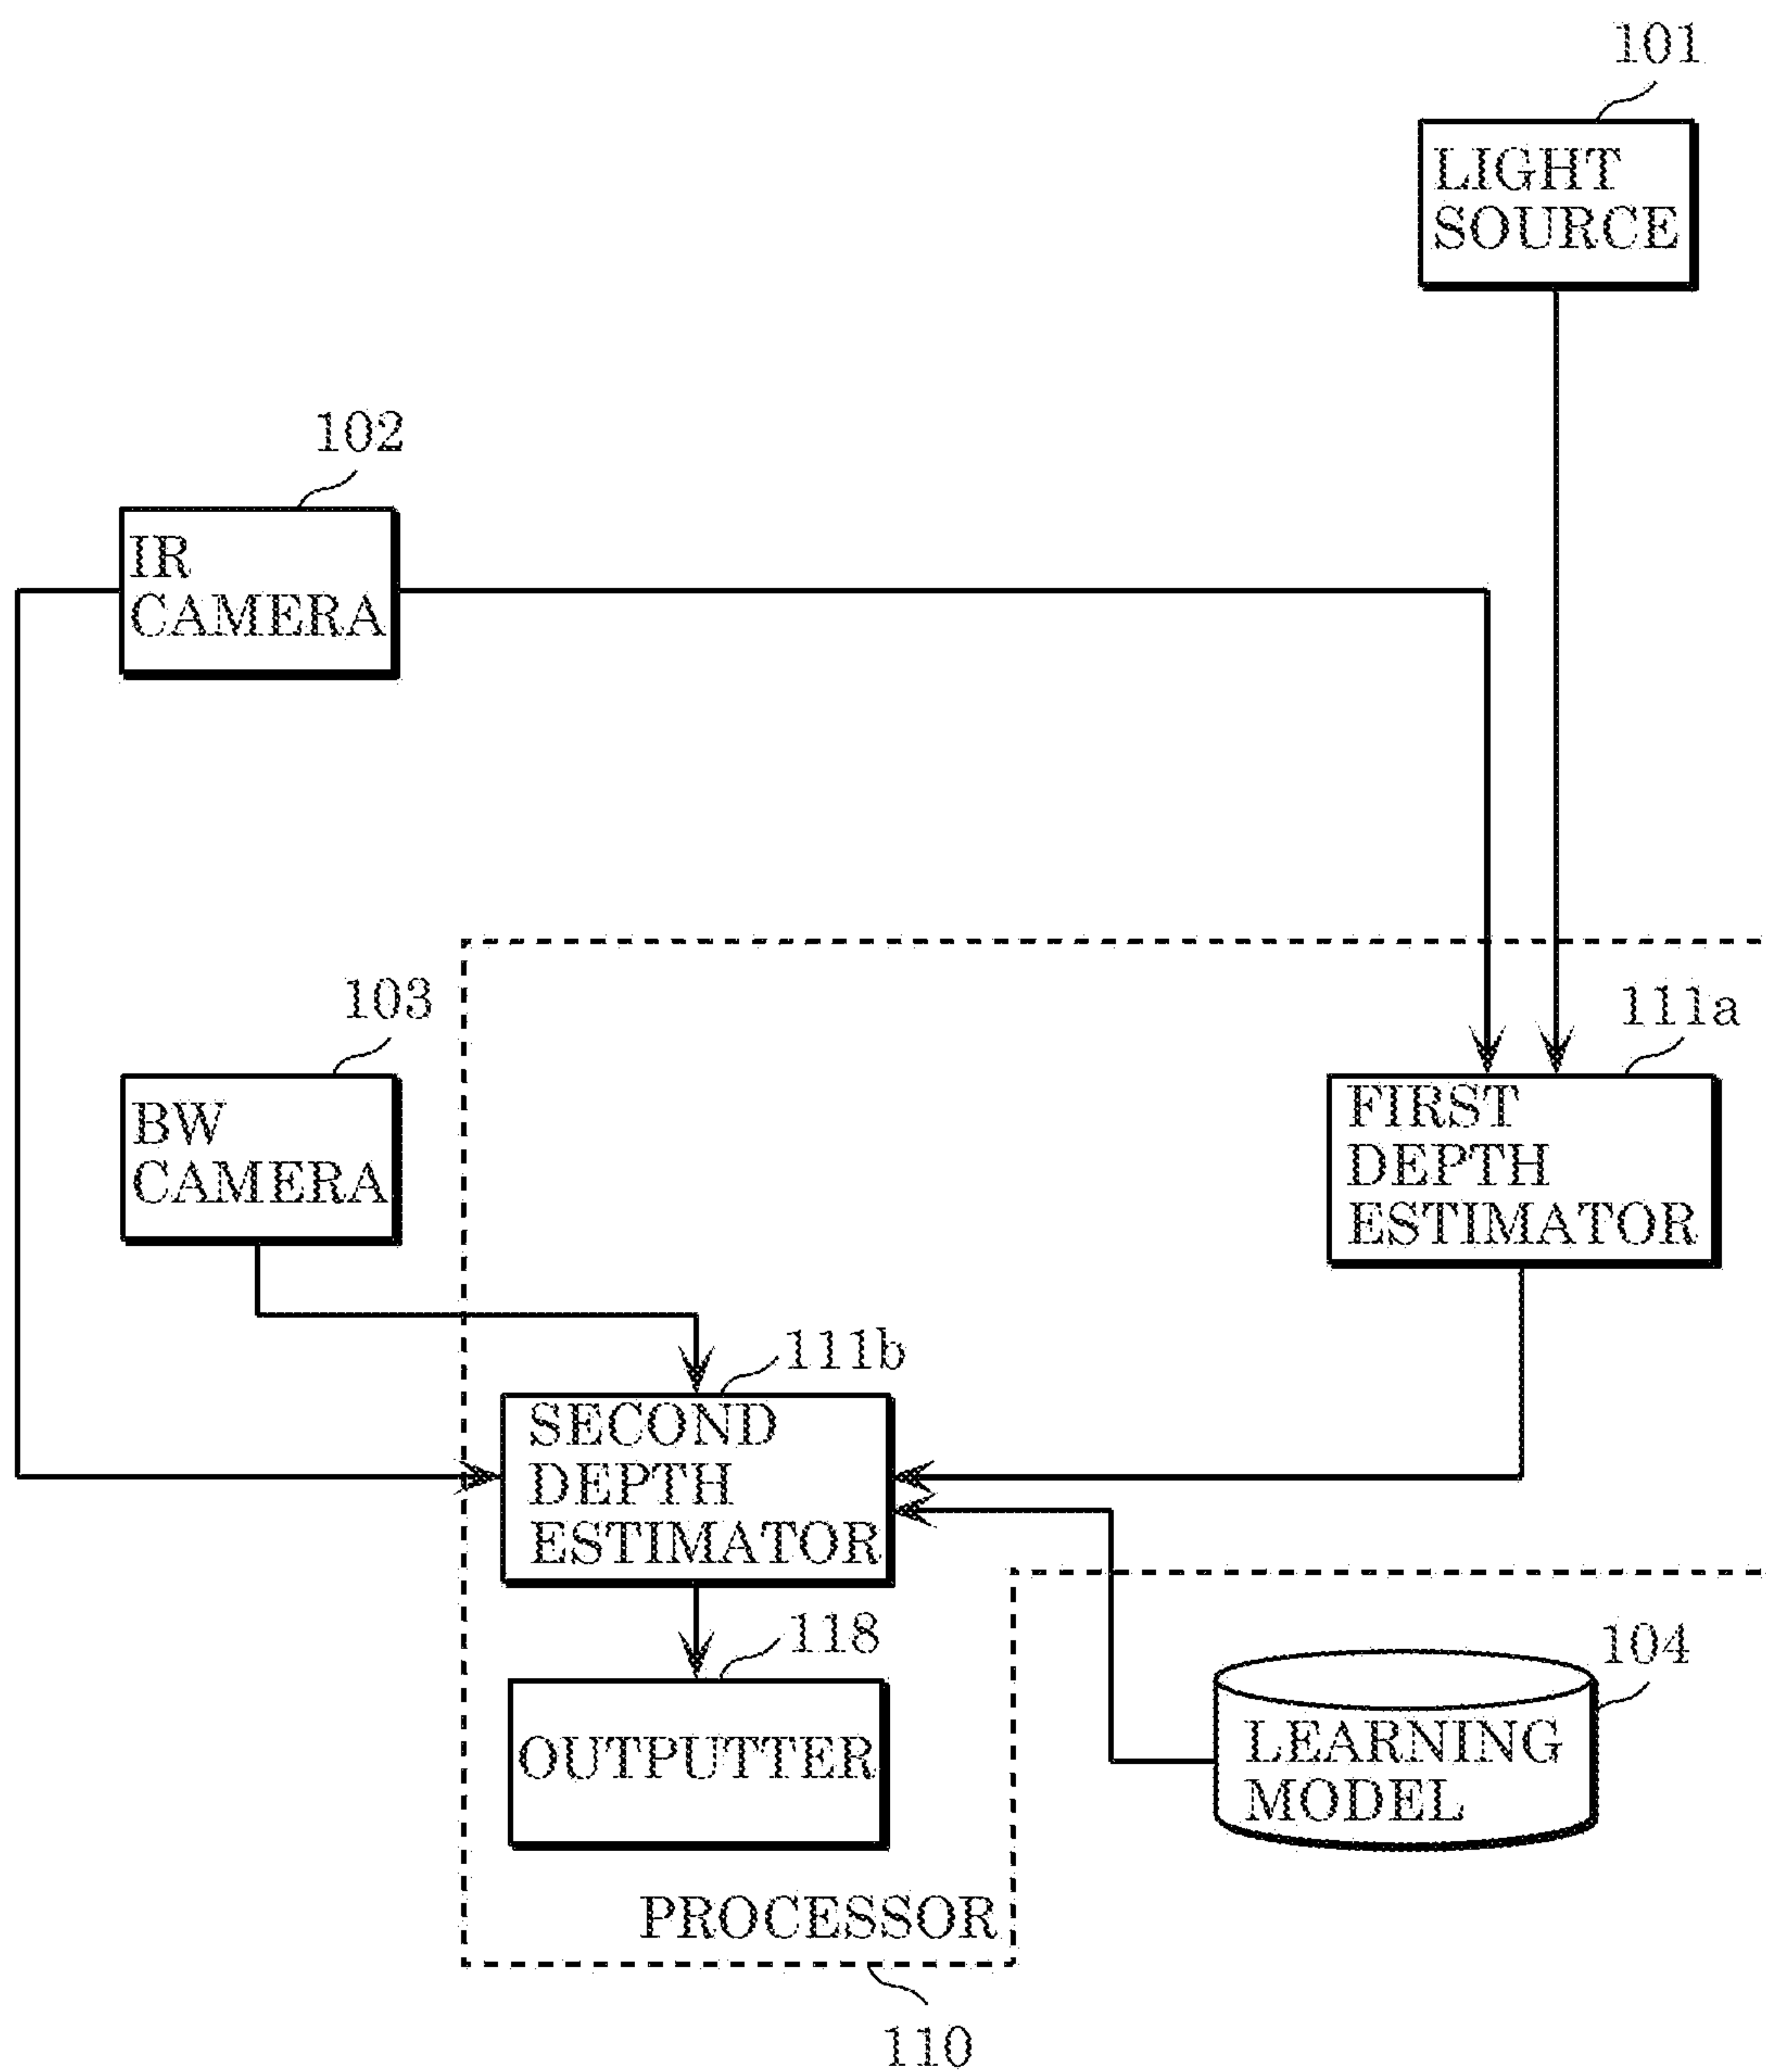 101
LIGHT
SOURCE
102
IR
CAMERA
103
BW
CAMERA
111a
FIRST
DEPTH
ESTIMATOR
111b
SECOND
DEPTH
ESTIMATOR
118
OUTPUTTER
104
LEARNING
MODEL
PROCESSOR
110